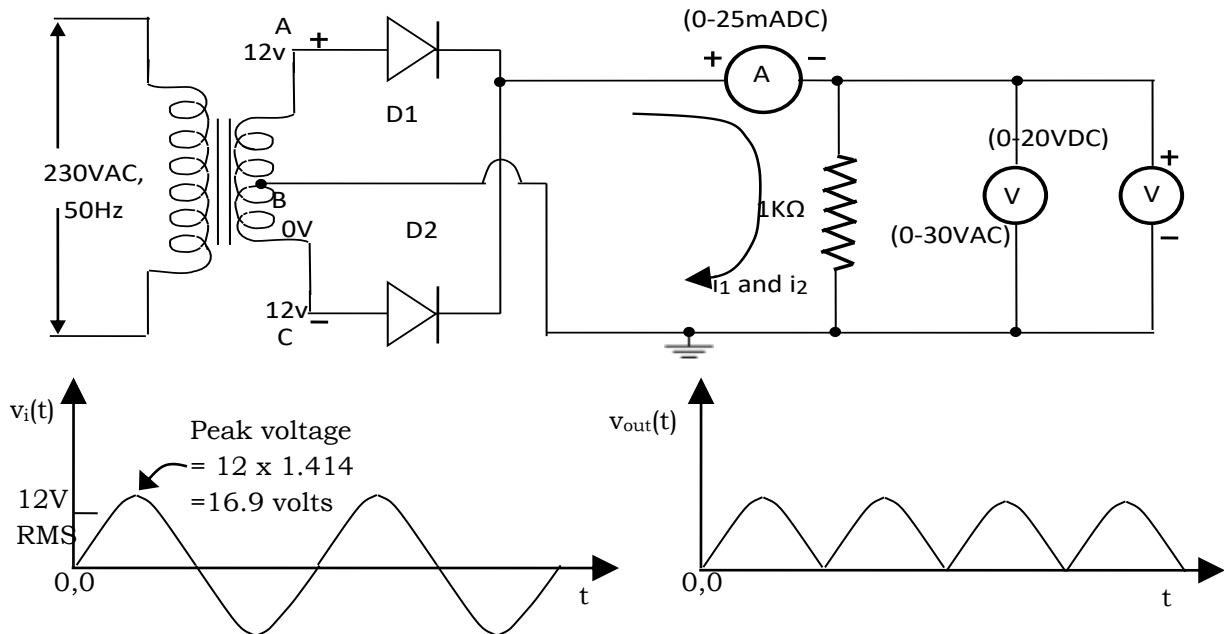 A
12v
+
D1
230VAC,
50Hz
B
0V
D2
12v
–
C
(0-25mADC)
+
A
–
(0-20VDC)
1KΩ
V
(0-30VAC)
+
V
–
i1 and i2
vi(t)
Peak voltage
= 12 x 1.414
=16.9 volts
12V
RMS
0,0
t
vout(t)
0,0
t